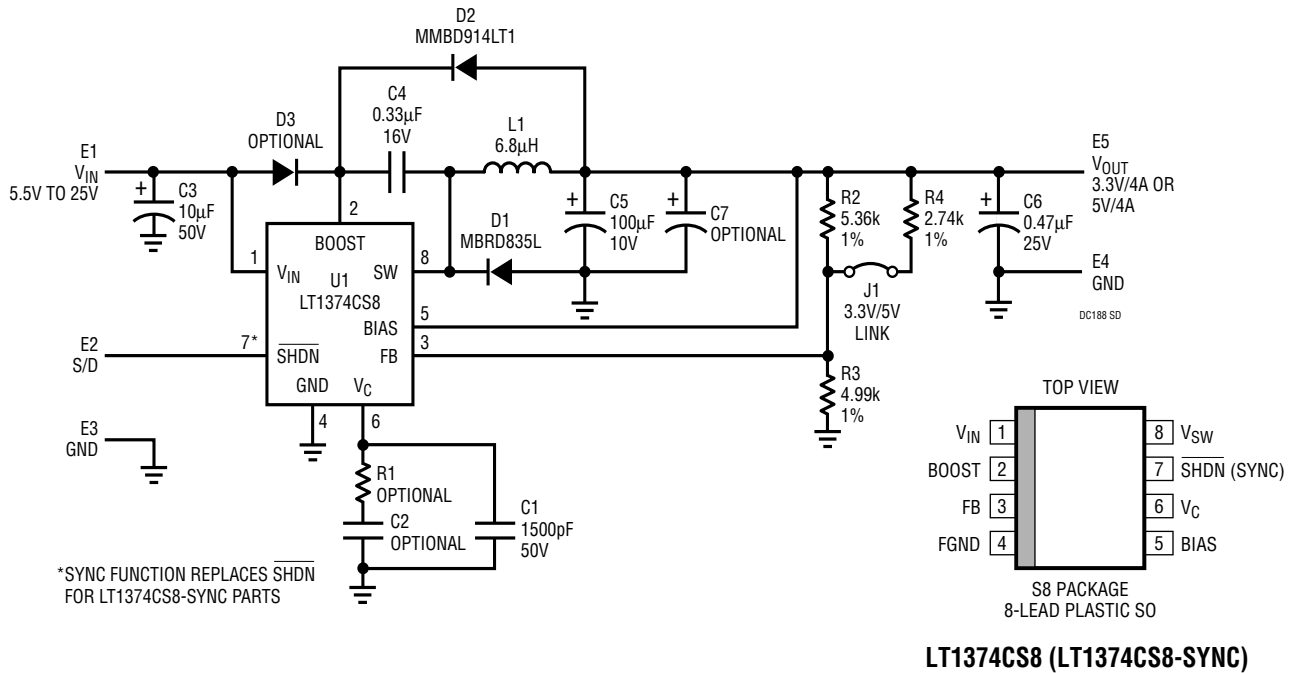 D2
MMBD914LT1
C4
0.33µF
16V
D3
OPTIONAL
L1
6.8µH
E1
VIN
5.5V TO 25V
+
C3
10µF
50V
2
BOOST
1
VIN
U1
LT1374CS8
SW
8
D1
MBRD835L
+
C5
100µF
10V
+
C7
OPTIONAL
R2
5.36k
1%
R4
2.74k
1%
+
C6
0.47µF
25V
E5
VOUT
3.3V/4A OR
5V/4A
E4
GND
DC188 SD
J1
3.3V/5V
LINK
BIAS
5
E2
S/D
7*
SHDN
FB
3
GND
VC
4
6
R3
4.99k
1%
E3
GND
R1
OPTIONAL
C2
OPTIONAL
C1
1500pF
50V
*SYNC FUNCTION REPLACES SHDN
FOR LT1374CS8-SYNC PARTS
TOP VIEW
VIN 1
8 VSW
BOOST 2
7 SHDN (SYNC)
FB 3
6 VC
FGND 4
5 BIAS
S8 PACKAGE
8-LEAD PLASTIC SO
LT1374CS8 (LT1374CS8-SYNC)